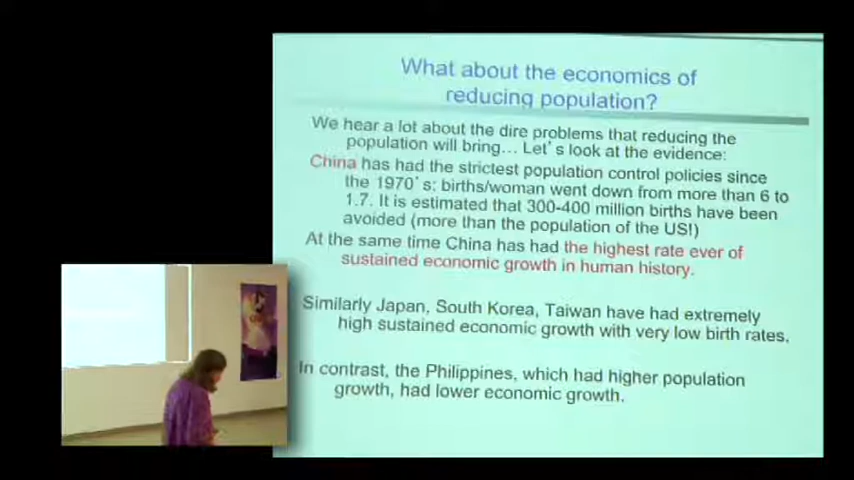 What about the economics of
reducing population?
We hear a lot about the dire problems that reducing the
population will bring... Let's look at the evidence:
China has had the strictest population control policies since
the 1970's: births/woman went down from more than 6 to
1.7. It is estimated that 300-400 million births have been
avoided (more than the population of the US!)
At the same time China has had the highest rate ever of
sustained economic growth in human history.
Similarly Japan, South Korea, Taiwan have had extremely
high sustained economic growth with very low birth rates.
In contrast, the Philippines, which had higher population
growth, had lower economic growth.